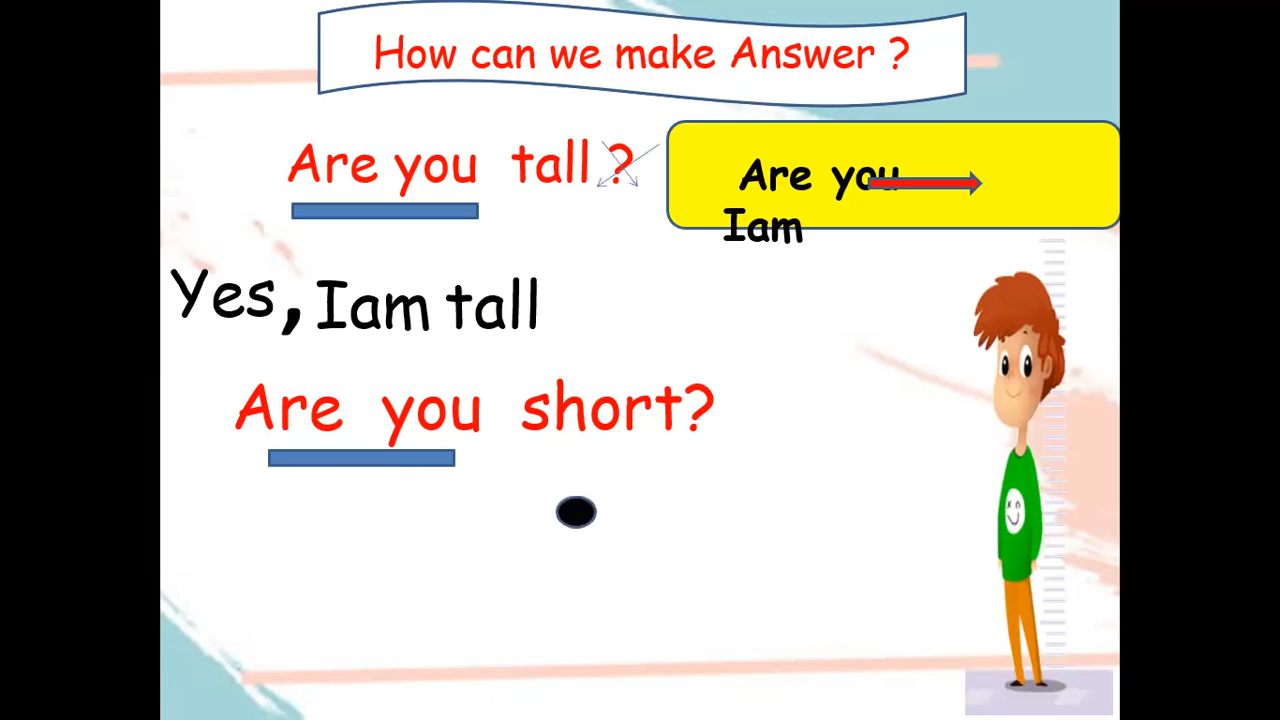 How can we make Answer ?
Are you tall ?
Are you
Iam
Yes, Iam tall
Are you short?